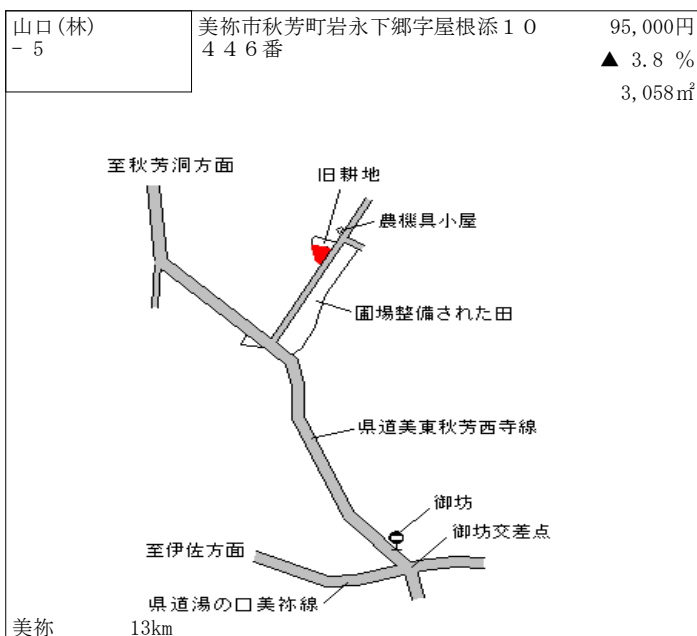 山口(林)
－５
美祢市秋芳町岩永下郷字屋根添１０
４４６番
95,000円
▲ 3.8 %
3,058㎡
至秋芳洞方面
旧耕地
農機具小屋
圃場整備された田
県道美東秋芳西寺線
御坊
御坊交差点
至伊佐方面
県道湯の口美祢線
美祢 13km